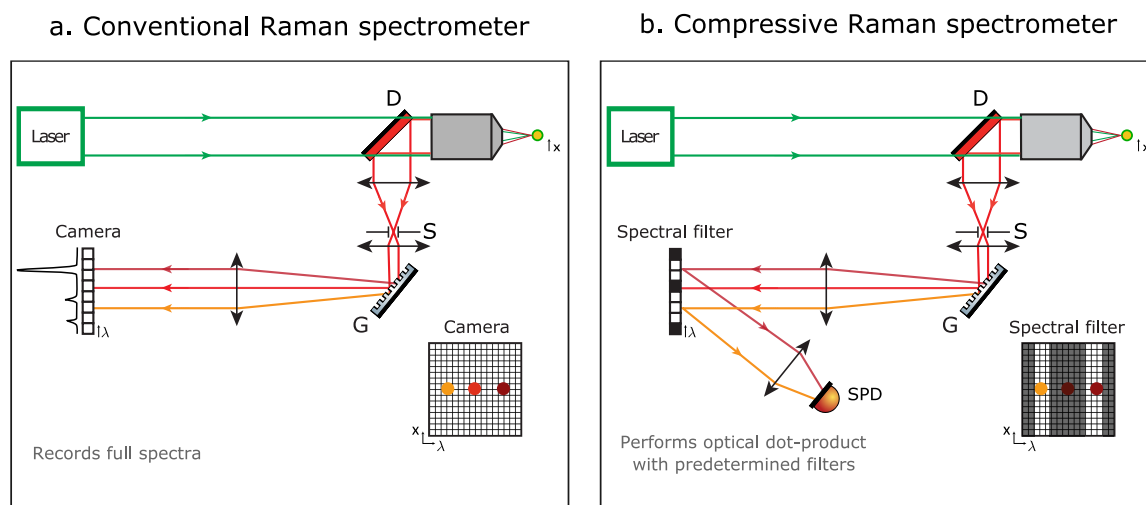 a. Conventional Raman spectrometer
Laser
D
x
S
Camera
λ
G
Camera
x
λ
Records full spectra
b. Compressive Raman spectrometer
Laser
D
x
S
Spectral filter
λ
G
Spectral filter
SPD
x
λ
Performs optical dot-product
with predetermined filters